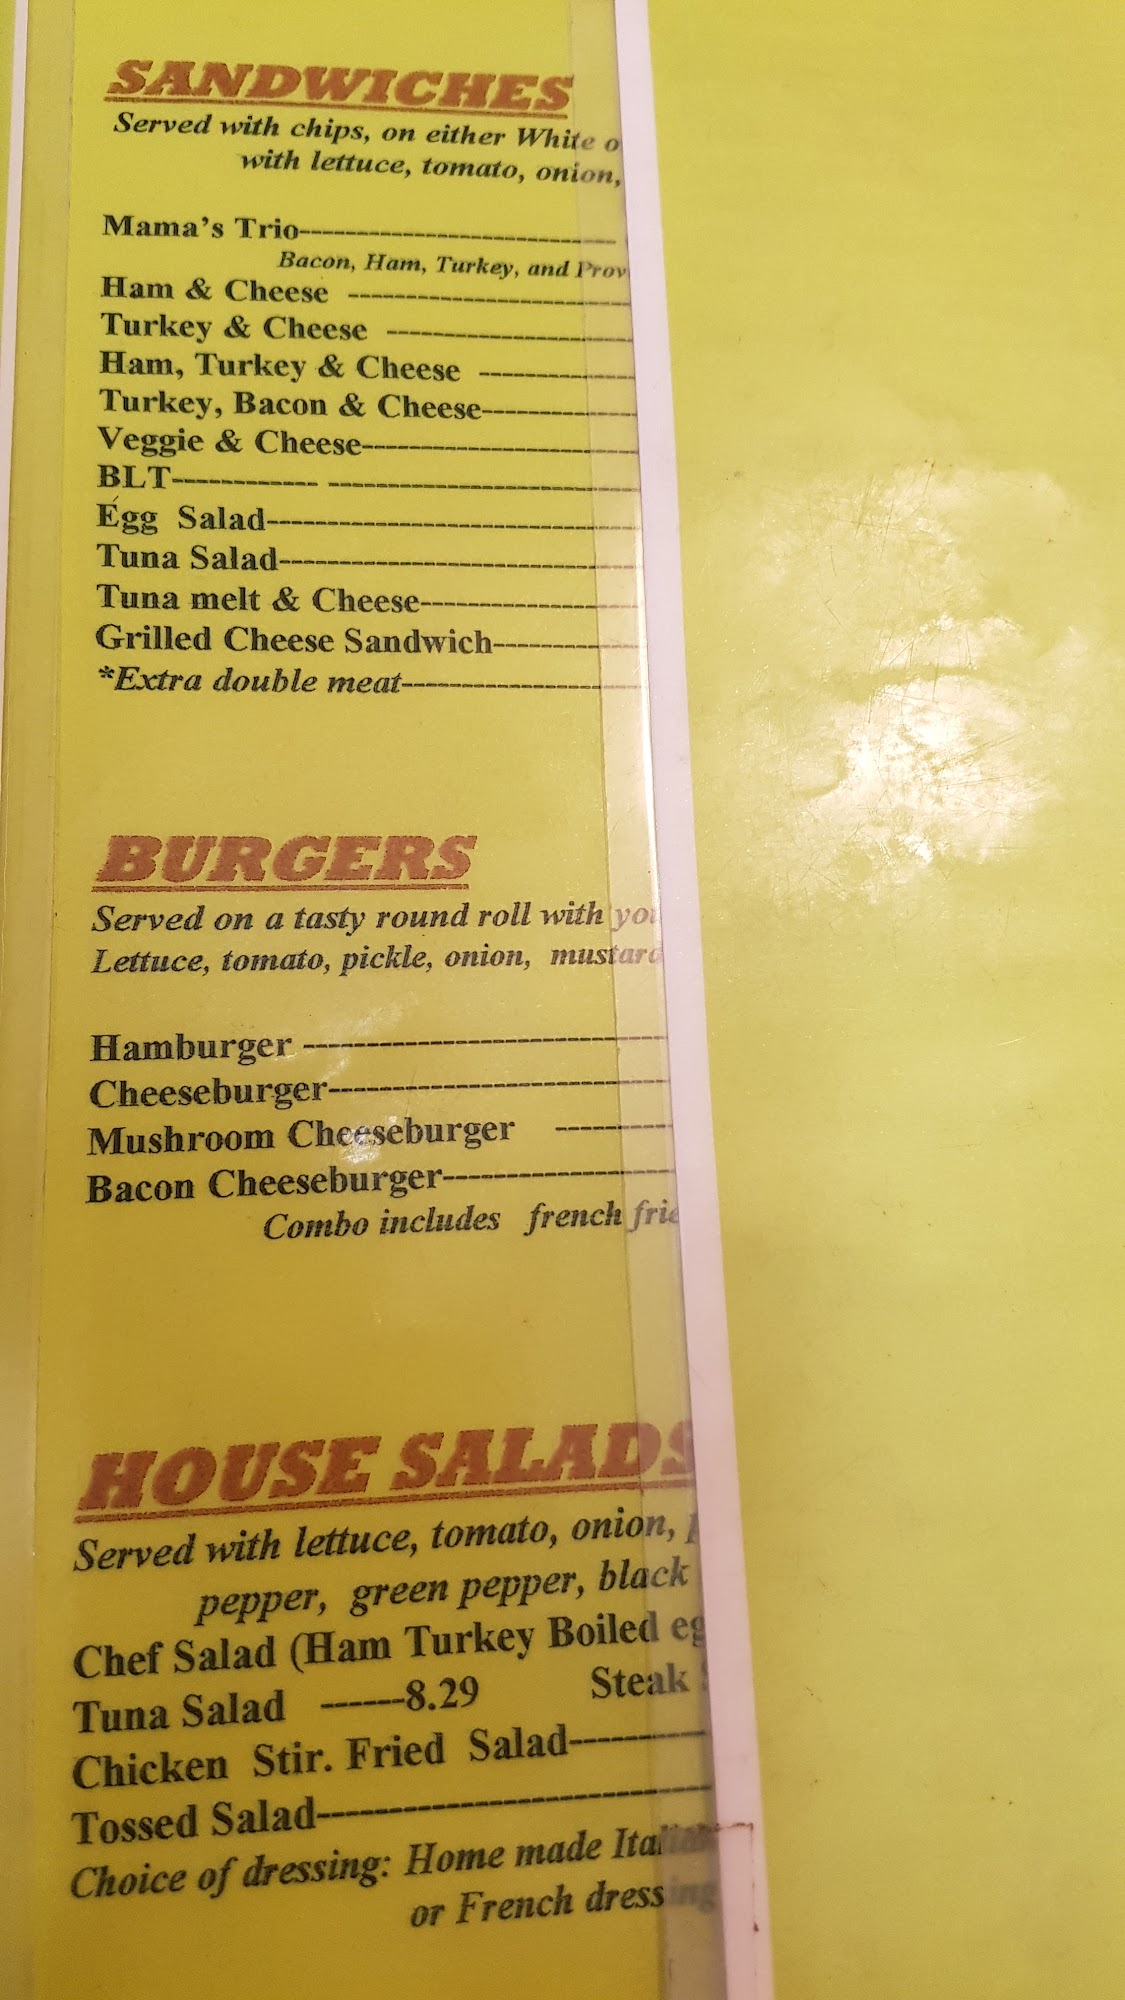 SANDWICHES
Served with chips, on either White
with lettuce, tomato, onion,
Mama's Trio--------------------------
Bacon, Ham, Turkey, and
Ham & Cheese ------------------------
Turkey & Cheese ---------------------
Ham, Turkey & Cheese -------------
Turkey, Bacon & Cheese-------------
Veggie & Cheese-----------------------
BLT------------ --------------------------
Egg Salad-------------------------------
Tuna Salad------------------------------
Tuna melt & Cheese------------------
Grilled Cheese Sandwich------------
*Extra double meat--------------------
BURGERS
Served on a tasty round roll with
Lettuce, tomato, pickle, onion, mustard
Hamburger -----------------------------
Cheeseburger---------------------------
Mushroom Cheeseburger ---------
Bacon Cheeseburger------------------
Combo includes french
HOUSE SALADS
Served with lettuce, tomato, onion,
pepper, green pepper, black
Chef Salad (Ham Turkey Boiled
Tuna Salad ------8.29 Steak
Chicken Stir. Fried Salad---------
Tossed Salad---------------------------
Choice of dressing: Home made
or French dressing